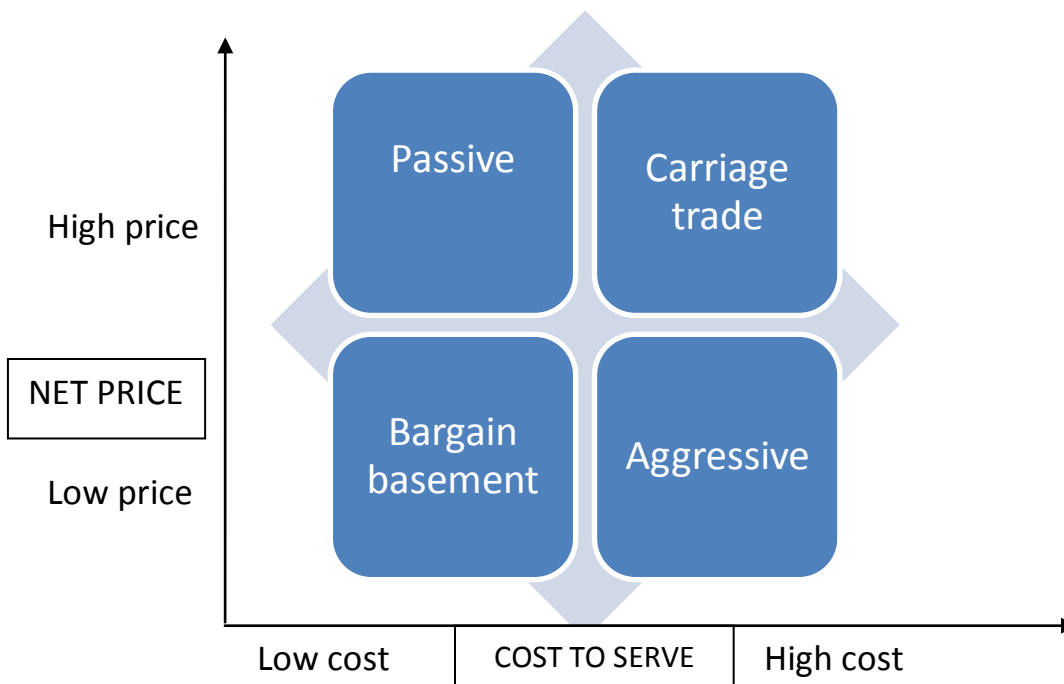 Passive
Carriage
trade
High price
NET PRICE
Bargain
basement
Aggressive
Low price
Low cost
COST TO SERVE
High cost